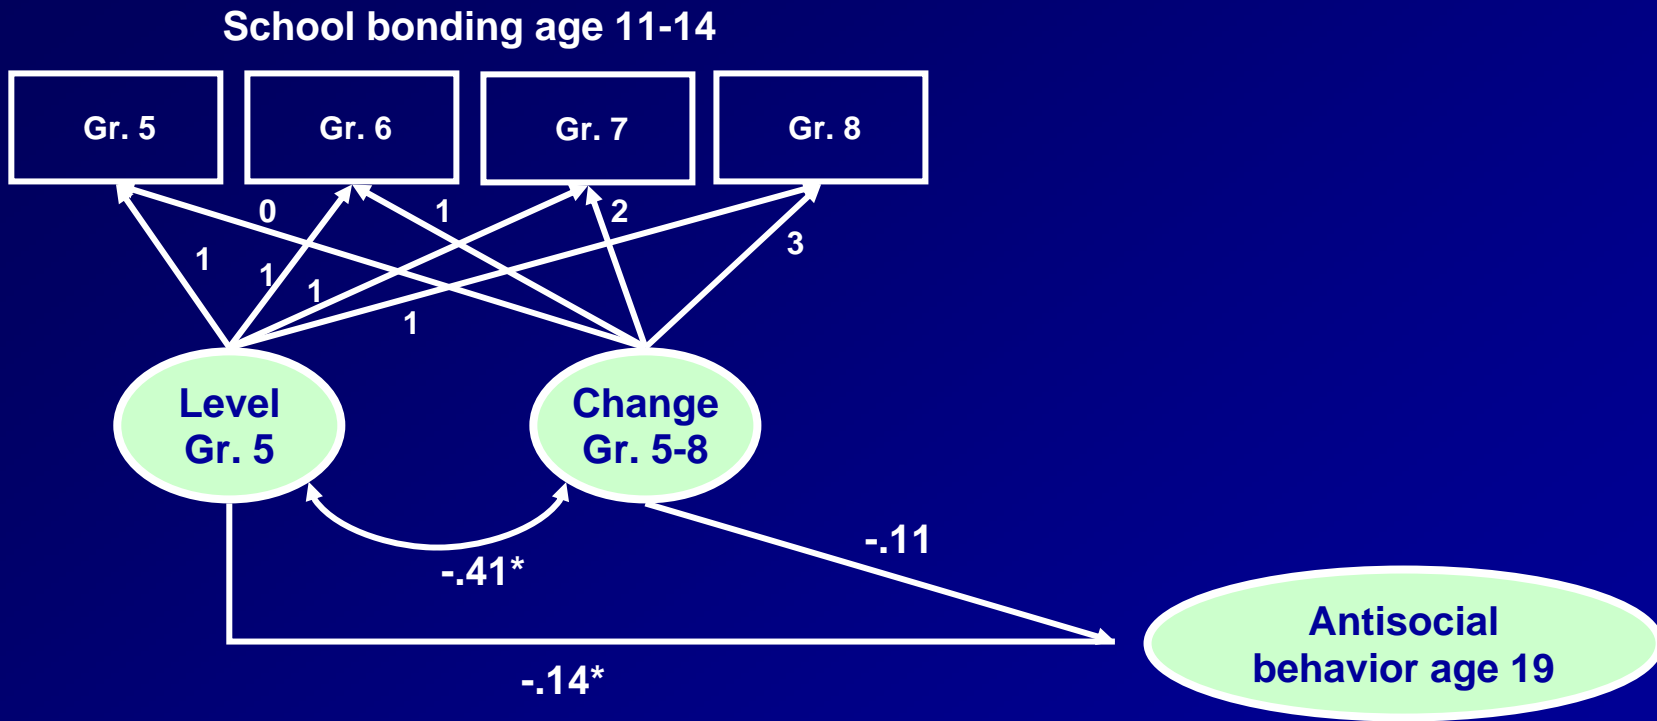 School bonding age 11-14
Gr. 5
Gr. 6
Gr. 7
Gr. 8
0
1
2
3
1
1
1
1
Level
Gr. 5
Change
Gr. 5-8
-.41*
-.11
-.14*
Antisocial
behavior age 19